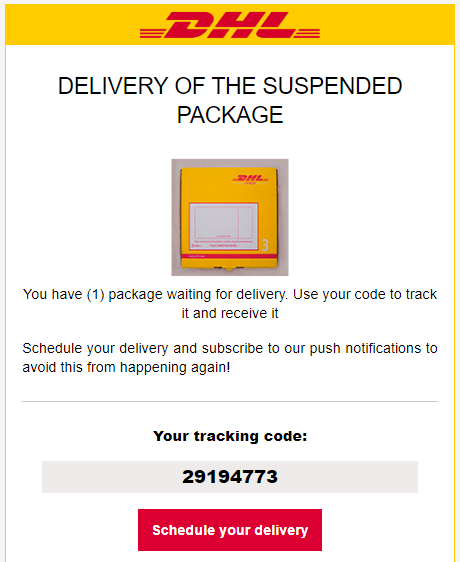 DHL
DELIVERY OF THE SUSPENDED
PACKAGE
DHL
3
You have (1) package waiting for delivery. Use your code to track
it and receive it
Schedule your delivery and subscribe to our push notifications to
avoid this from happening again!
Your tracking code:
29194773
Schedule your delivery